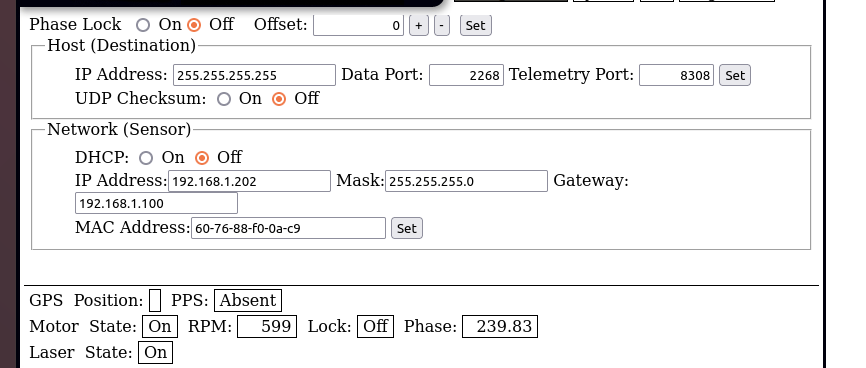 Phase Lock On Off Offset: 0 + - Set
Host (Destination)
IP Address: 255.255.255.255 Data Port: 2268 Telemetry Port: 8308 Set
UDP Checksum: On Off
Network (Sensor)
DHCP: On Off
IP Address: 192.168.1.202 Mask: 255.255.255.0 Gateway:
192.168.1.100
MAC Address: 60-76-88-f0-0a-c9 Set
GPS Position: PPS: Absent
Motor State: On RPM: 599 Lock: Off Phase: 239.83
Laser State: On